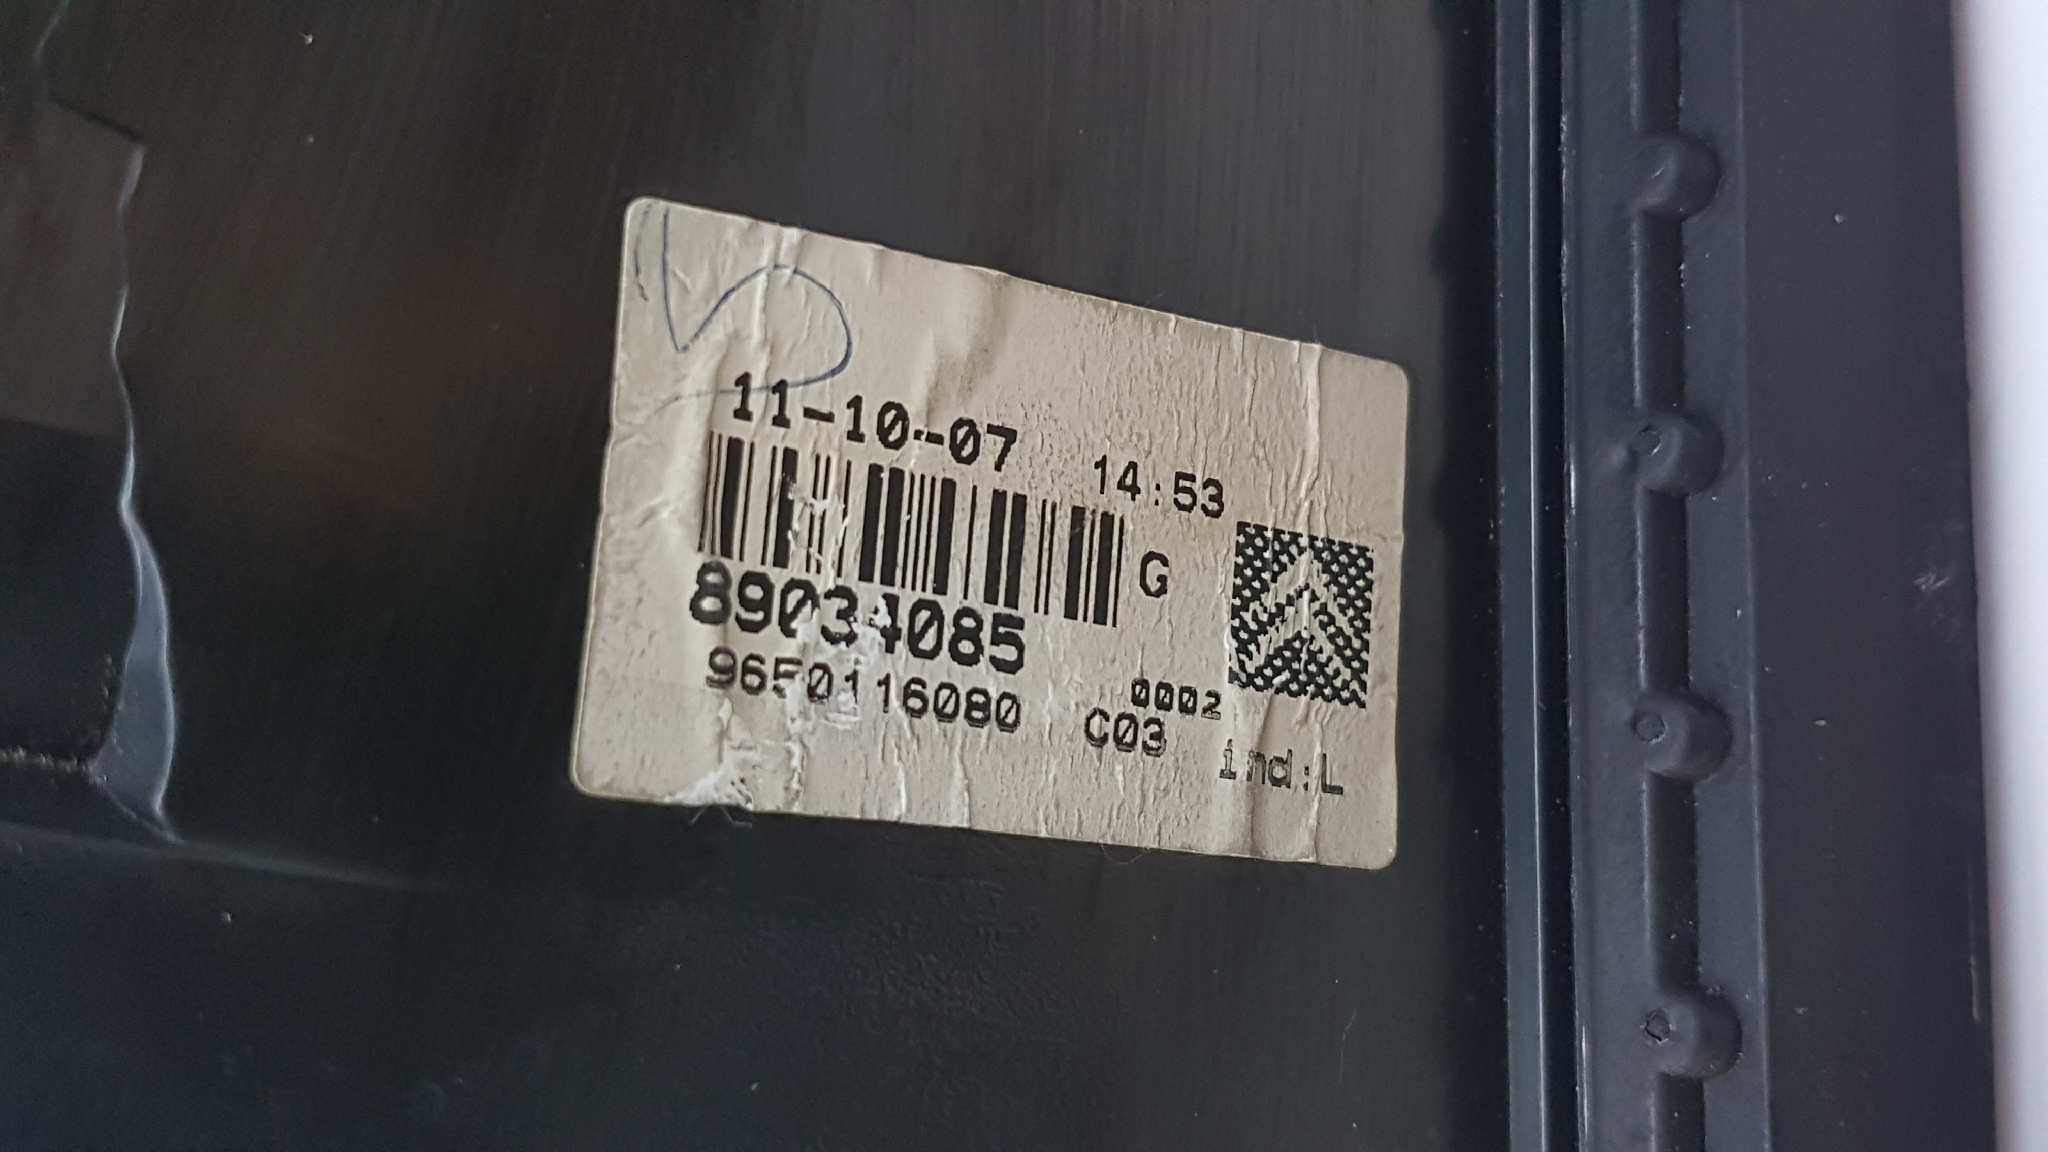 11-10-07 14:53
G
89034085
9650116080 C03 0002
ind:L